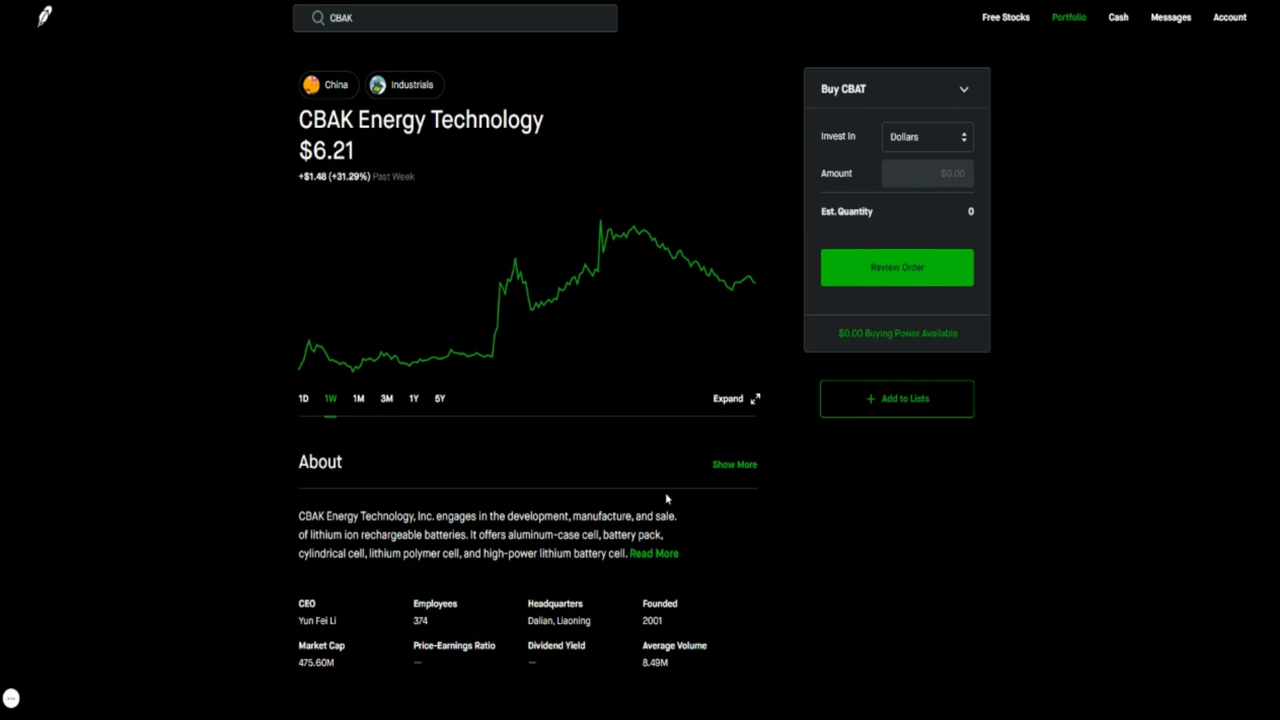 CBAK
Free Stocks
Portfolio
Cash
Messages
Account
China
Industrials
CBAK Energy Technology
$6.21
+$1.48 (+31.29%) Past Week
1D
1W
1M
3M
1Y
5Y
Expand
About
Show More
CBAK Energy Technology, Inc. engages in the development, manufacture, and sale.
of lithium ion rechargeable batteries. It offers aluminum-case cell, battery pack,
cylindrical cell, lithium polymer cell, and high-power lithium battery cell. Read More
CEO
Yun Fei Li
Employees
374
Headquarters
Dalian, Liaoning
Founded
2001
Market Cap
475.60M
Price-Earnings Ratio
—
Dividend Yield
—
Average Volume
8.49M
Buy CBAT
Invest In
Dollars
Amount
$0.00
Est. Quantity
0
Review Order
$0.00 Buying Power Available
+ Add to Lists